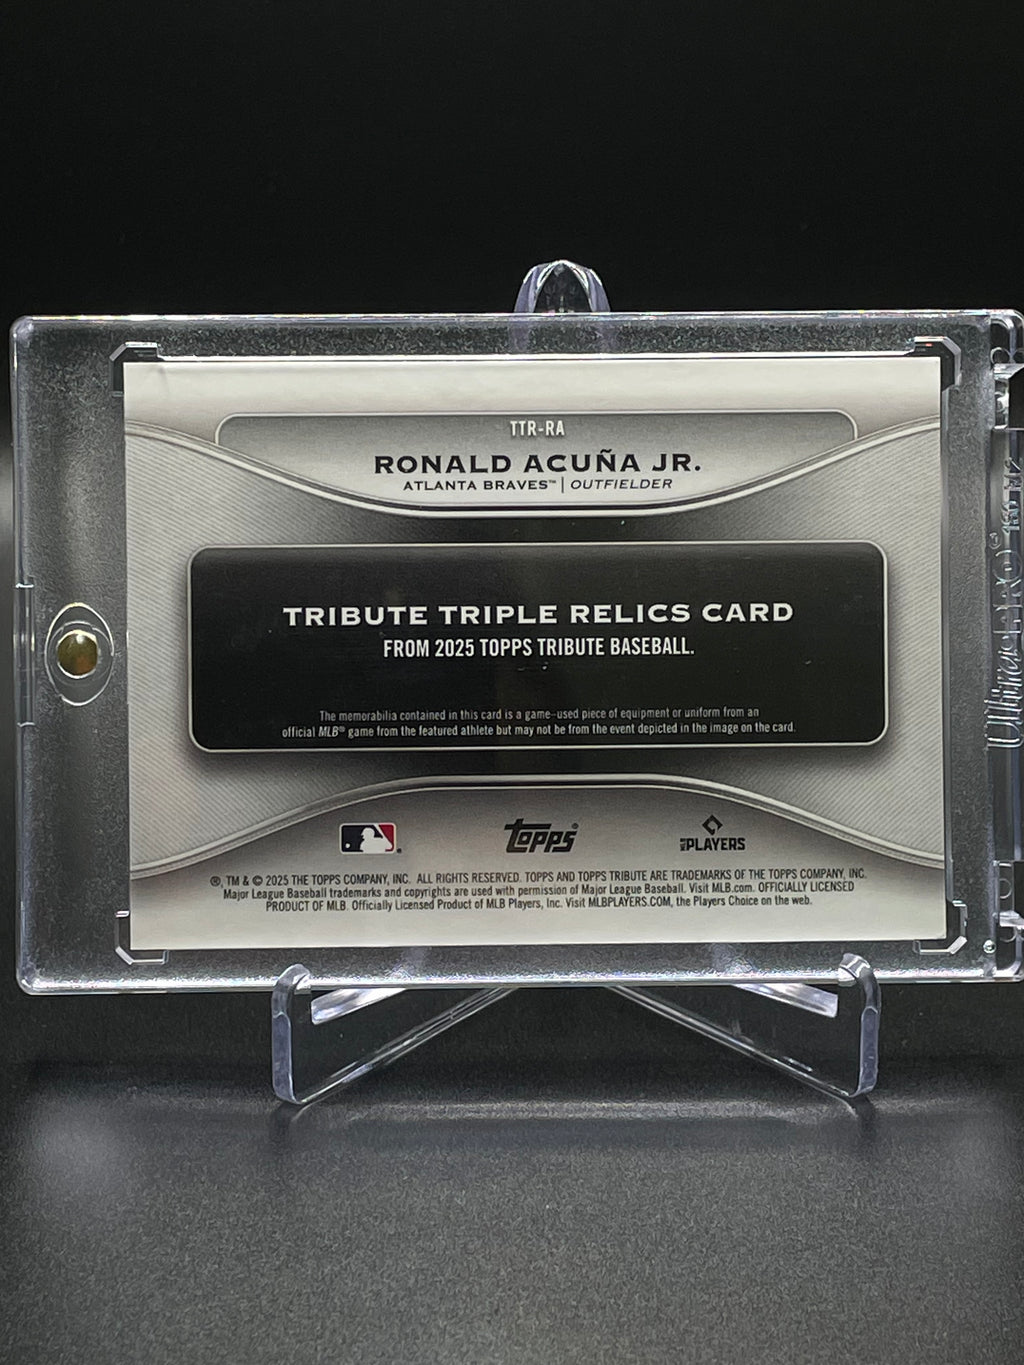 TTR-RA
RONALD ACUÑA JR.
ATLANTA BRAVES™ | OUTFIELDER
TRIBUTE TRIPLE RELICS CARD
FROM 2025 TOPPS TRIBUTE BASEBALL.
The memorabilia contained in this card is a game-used piece of equipment or uniform from an
official MLB® game from the featured athlete but may not be from the event depicted in the image on the card.
topps®
PLAYERS
®, TM & © 2025 THE TOPPS COMPANY, INC. ALL RIGHTS RESERVED. TOPPS AND TOPPS TRIBUTE ARE TRADEMARKS OF THE TOPPS COMPANY, INC.
Major League Baseball trademarks and copyrights are used with permission of Major League Baseball. Visit MLB.com. OFFICIALLY LICENSED
PRODUCT OF MLB. Officially Licensed Product of MLB Players, Inc. Visit MLBPLAYERS.COM, the Players Choice on the web.
Ultra PRO®